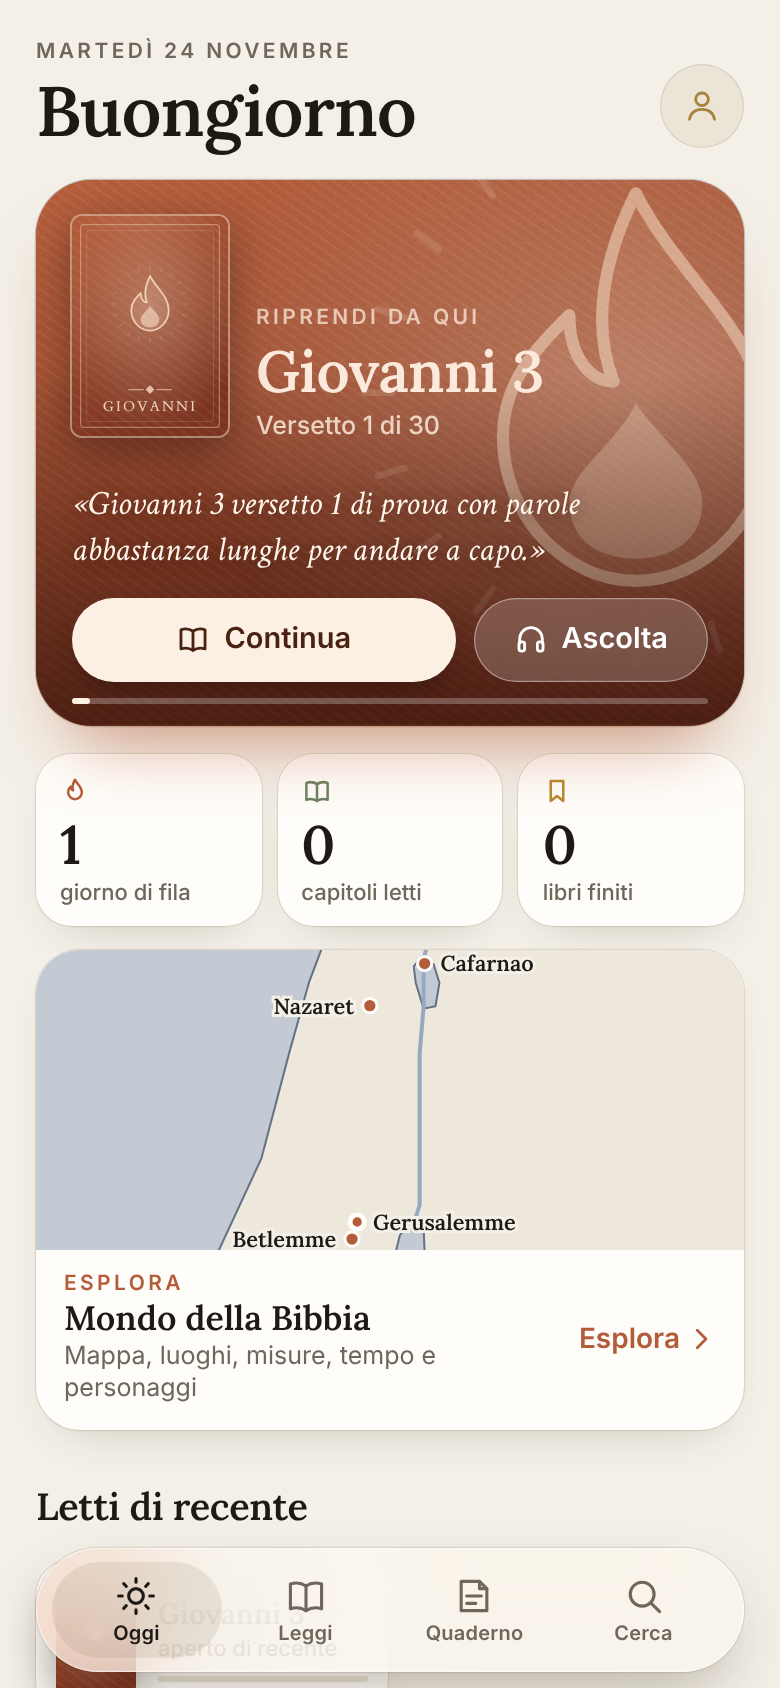 MARTEDÌ 24 NOVEMBRE
Buongiorno
GIOVANNI
RIPRENDI DA QUI
Giovanni 3
Versetto 1 di 30
«Giovanni 3 versetto 1 di prova con parole
abbastanza lunghe per andare a capo.»
Continua
Ascolta
1
giorno di fila
0
capitoli letti
0
libri finiti
Cafarnao
Nazaret
Gerusalemme
Betlemme
ESPLORA
Mondo della Bibbia
Mappa, luoghi, misure, tempo e
personaggi
Esplora
Letti di recente
Giovanni 3
aperto di recente
Oggi
Leggi
Quaderno
Cerca